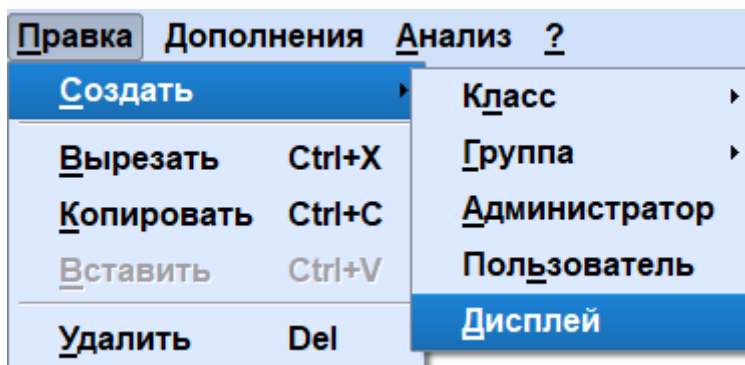 Правка Дополнения Анализ ?
Создать
Вырезать Ctrl+X
Копировать Ctrl+C
Вставить Ctrl+V
Удалить Del
Класс
Группа
Администратор
Пользователь
Дисплей